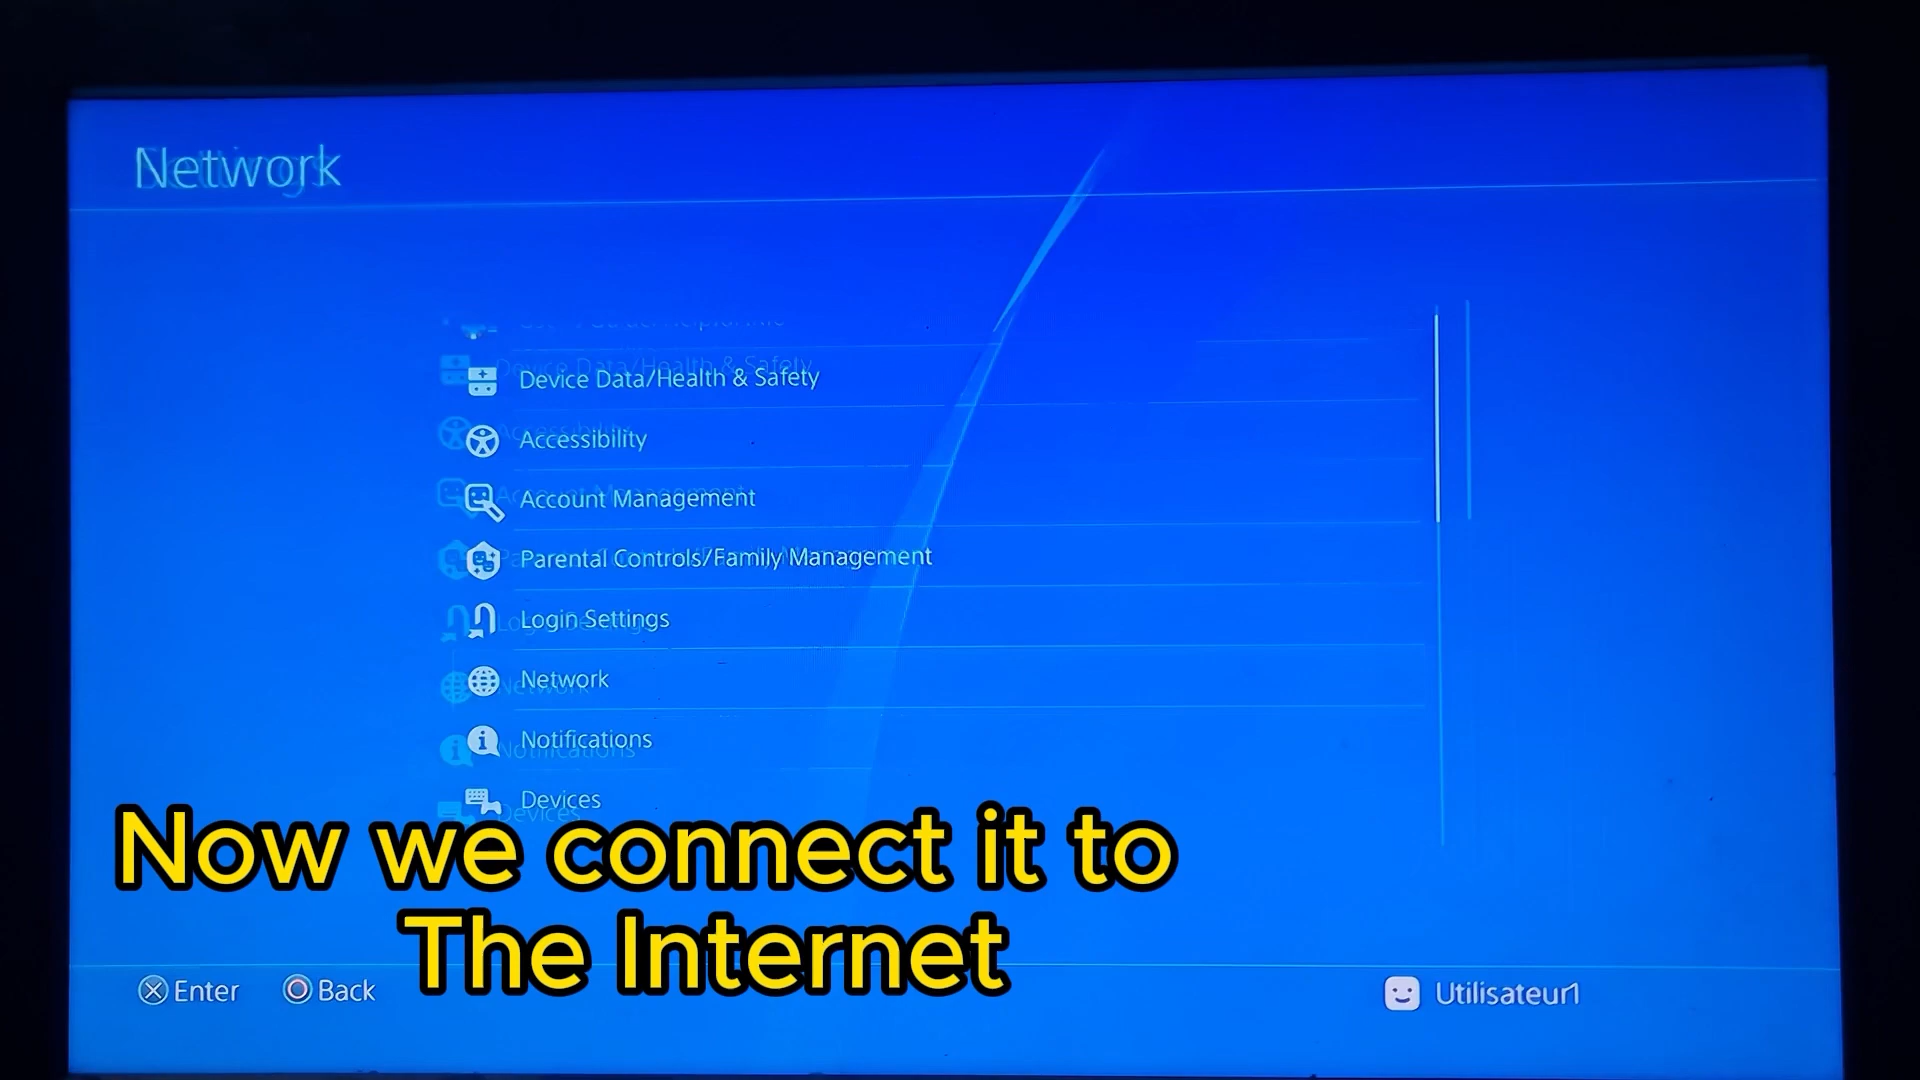 Network
Device Data/Health & Safety
Accessibility
Account Management
Parental Controls/Family Management
Login Settings
Network
Notifications
Devices
Now we connect it to
The Internet
Enter
Back
Utilisateur1